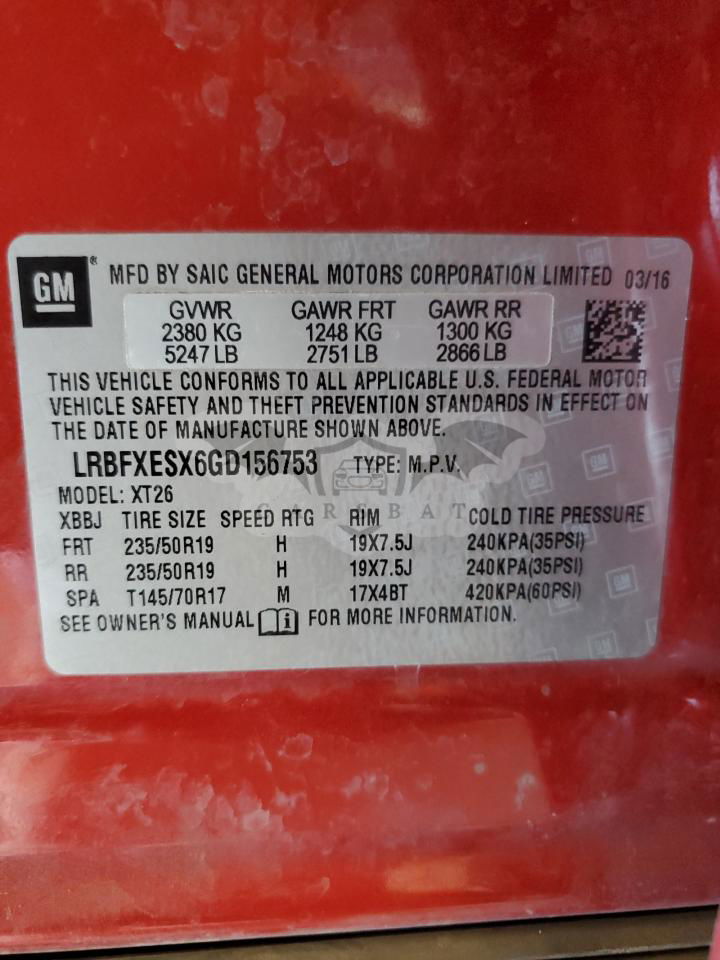 GM ® MFD BY SAIC GENERAL MOTORS CORPORATION LIMITED 03/16
GVWR GAWR FRT GAWR RR
2380 KG 1248 KG 1300 KG
5247 LB 2751 LB 2866 LB
THIS VEHICLE CONFORMS TO ALL APPLICABLE U.S. FEDERAL MOTOR
VEHICLE SAFETY AND THEFT PREVENTION STANDARDS IN EFFECT ON
THE DATE OF MANUFACTURE SHOWN ABOVE.
LRBFXESX6GD156753 TYPE: M.P.V.
MODEL: XT26
XBBJ TIRE SIZE SPEED RTG RIM COLD TIRE PRESSURE
FRT 235/50R19 H 19X7.5J 240KPA(35PSI)
RR 235/50R19 H 19X7.5J 240KPA(35PSI)
SPA T145/70R17 M 17X4BT 420KPA(60PSI)
SEE OWNER'S MANUAL FOR MORE INFORMATION.